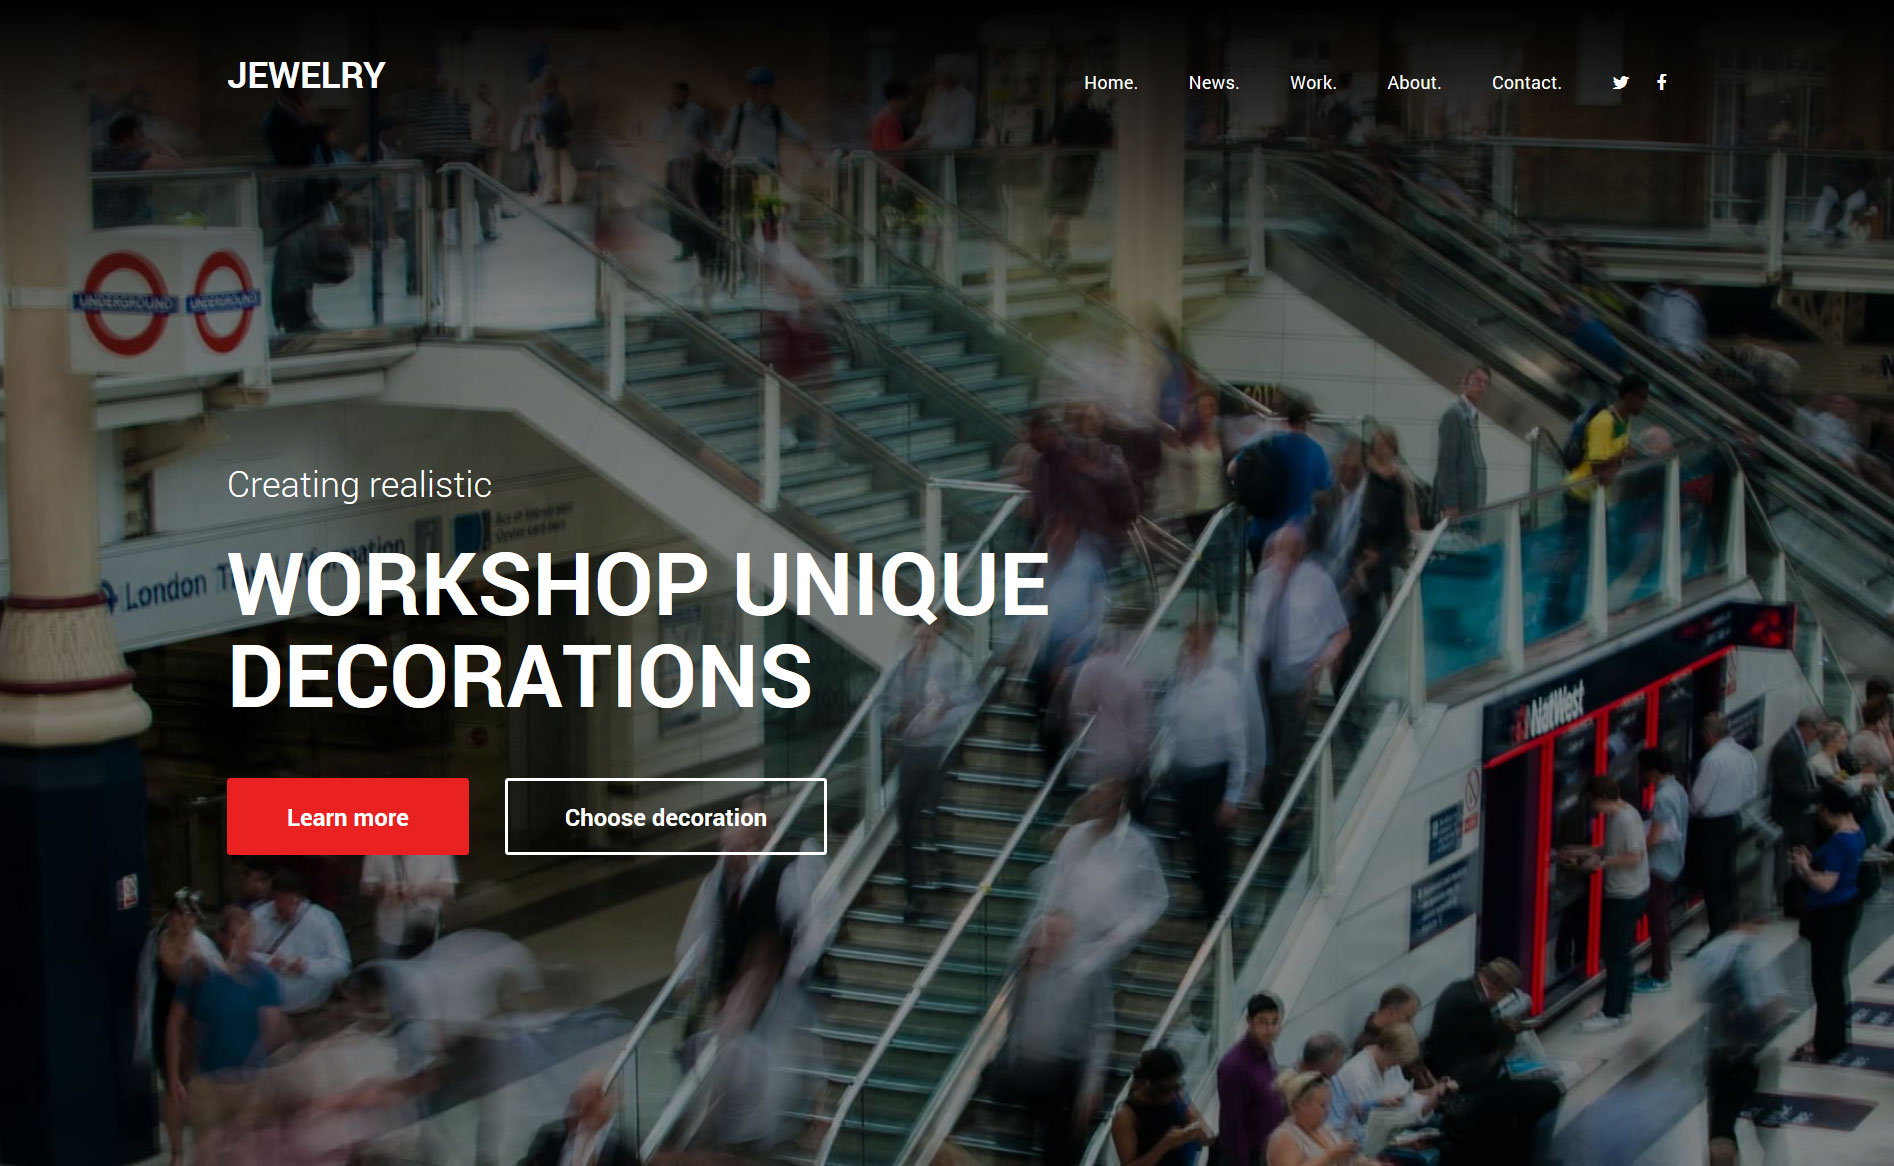 JEWELRY
Home. News. Work. About. Contact.
UNDERGROUND UNDERGROUND
Creating realistic
London Information
WORKSHOP UNIQUE
DECORATIONS
NatWest
Learn more
Choose decoration